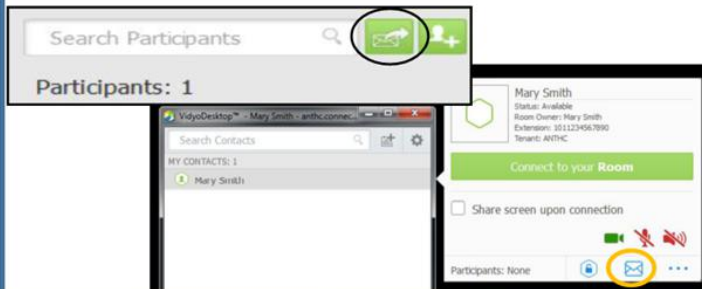 Search Participants
Participants: 1
VidyoDesktop™ - Mary Smith - anthc.connec...
Search Contacts
MY CONTACTS: 1
Mary Smith
Mary Smith
Status: Available
Room Owner: Mary Smith
Extension: 1011234567890
Tenant: ANTHC
Connect to your Room
Share screen upon connection
Participants: None